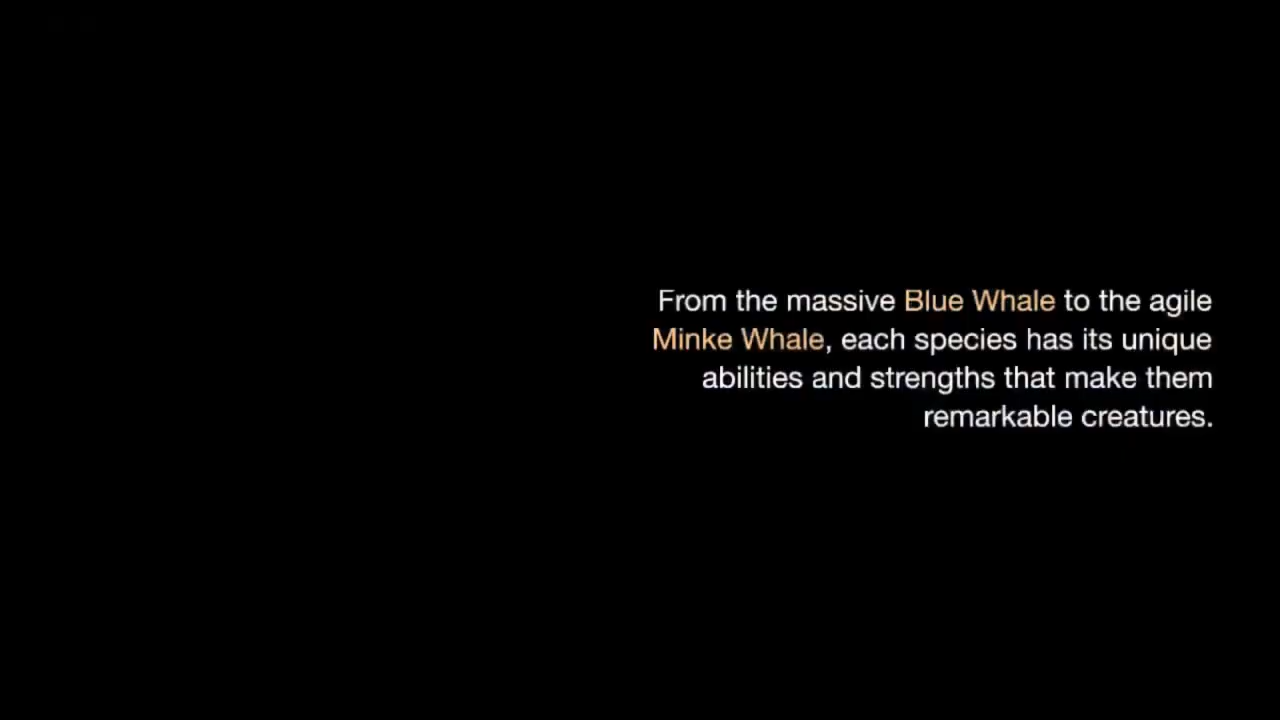 From the massive Blue Whale to the agile
Minke Whale, each species has its unique
abilities and strengths that make them
remarkable creatures.